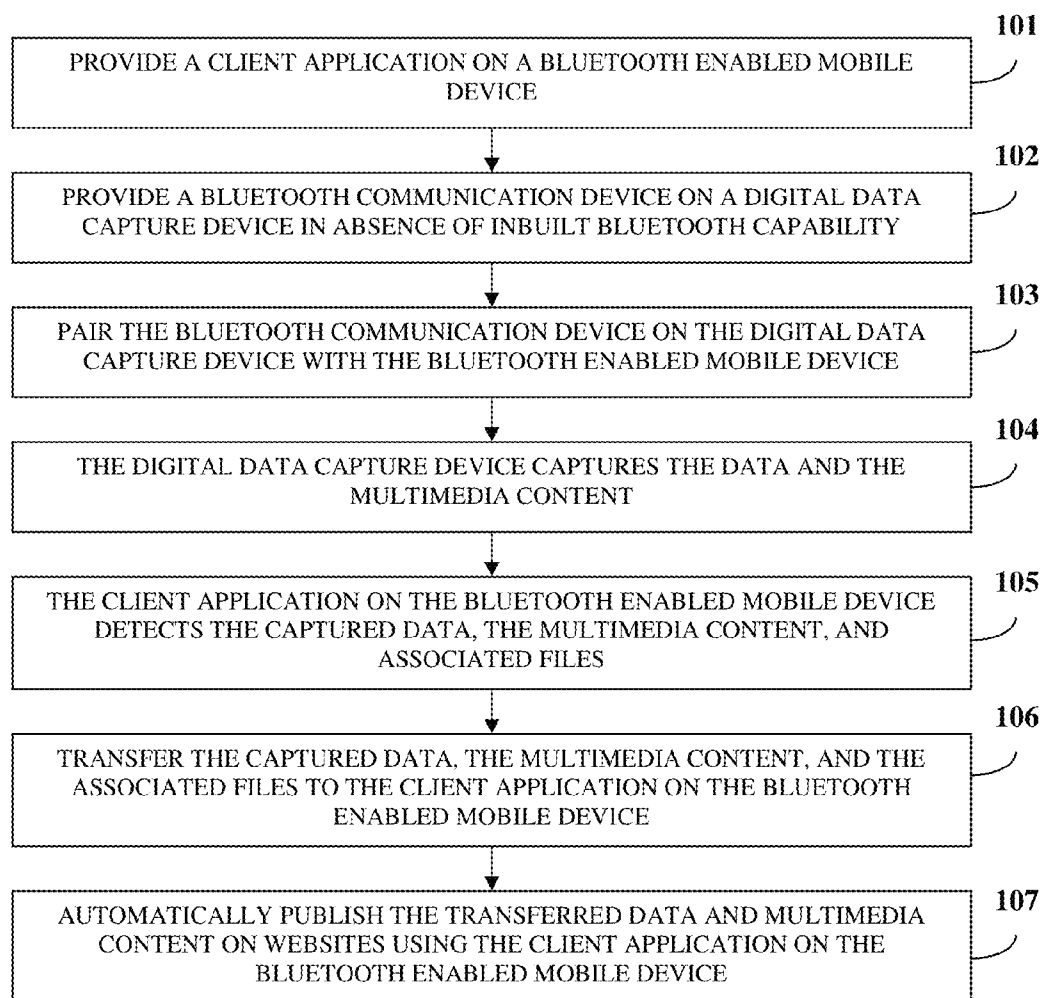 101
PROVIDE A CLIENT APPLICATION ON A BLUETOOTH ENABLED MOBILE
DEVICE
102
PROVIDE A BLUETOOTH COMMUNICATION DEVICE ON A DIGITAL DATA
CAPTURE DEVICE IN ABSENCE OF INBUILT BLUETOOTH CAPABILITY
103
PAIR THE BLUETOOTH COMMUNICATION DEVICE ON THE DIGITAL DATA
CAPTURE DEVICE WITH THE BLUETOOTH ENABLED MOBILE DEVICE
104
THE DIGITAL DATA CAPTURE DEVICE CAPTURES THE DATA AND THE
MULTIMEDIA CONTENT
105
THE CLIENT APPLICATION ON THE BLUETOOTH ENABLED MOBILE DEVICE
DETECTS THE CAPTURED DATA, THE MULTIMEDIA CONTENT, AND
ASSOCIATED FILES
106
TRANSFER THE CAPTURED DATA, THE MULTIMEDIA CONTENT, AND THE
ASSOCIATED FILES TO THE CLIENT APPLICATION ON THE BLUETOOTH
ENABLED MOBILE DEVICE
107
AUTOMATICALLY PUBLISH THE TRANSFERRED DATA AND MULTIMEDIA
CONTENT ON WEBSITES USING THE CLIENT APPLICATION ON THE
BLUETOOTH ENABLED MOBILE DEVICE